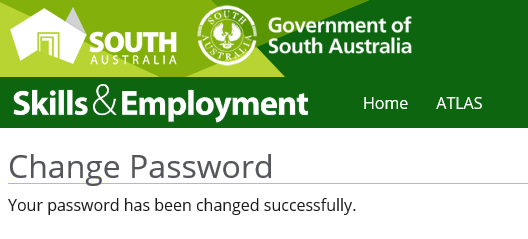 SOUTH
AUSTRALIA
SOUTH
AUSTRALIA
Government of
South Australia
Skills&Employment
Home
ATLAS
Change Password
Your password has been changed successfully.